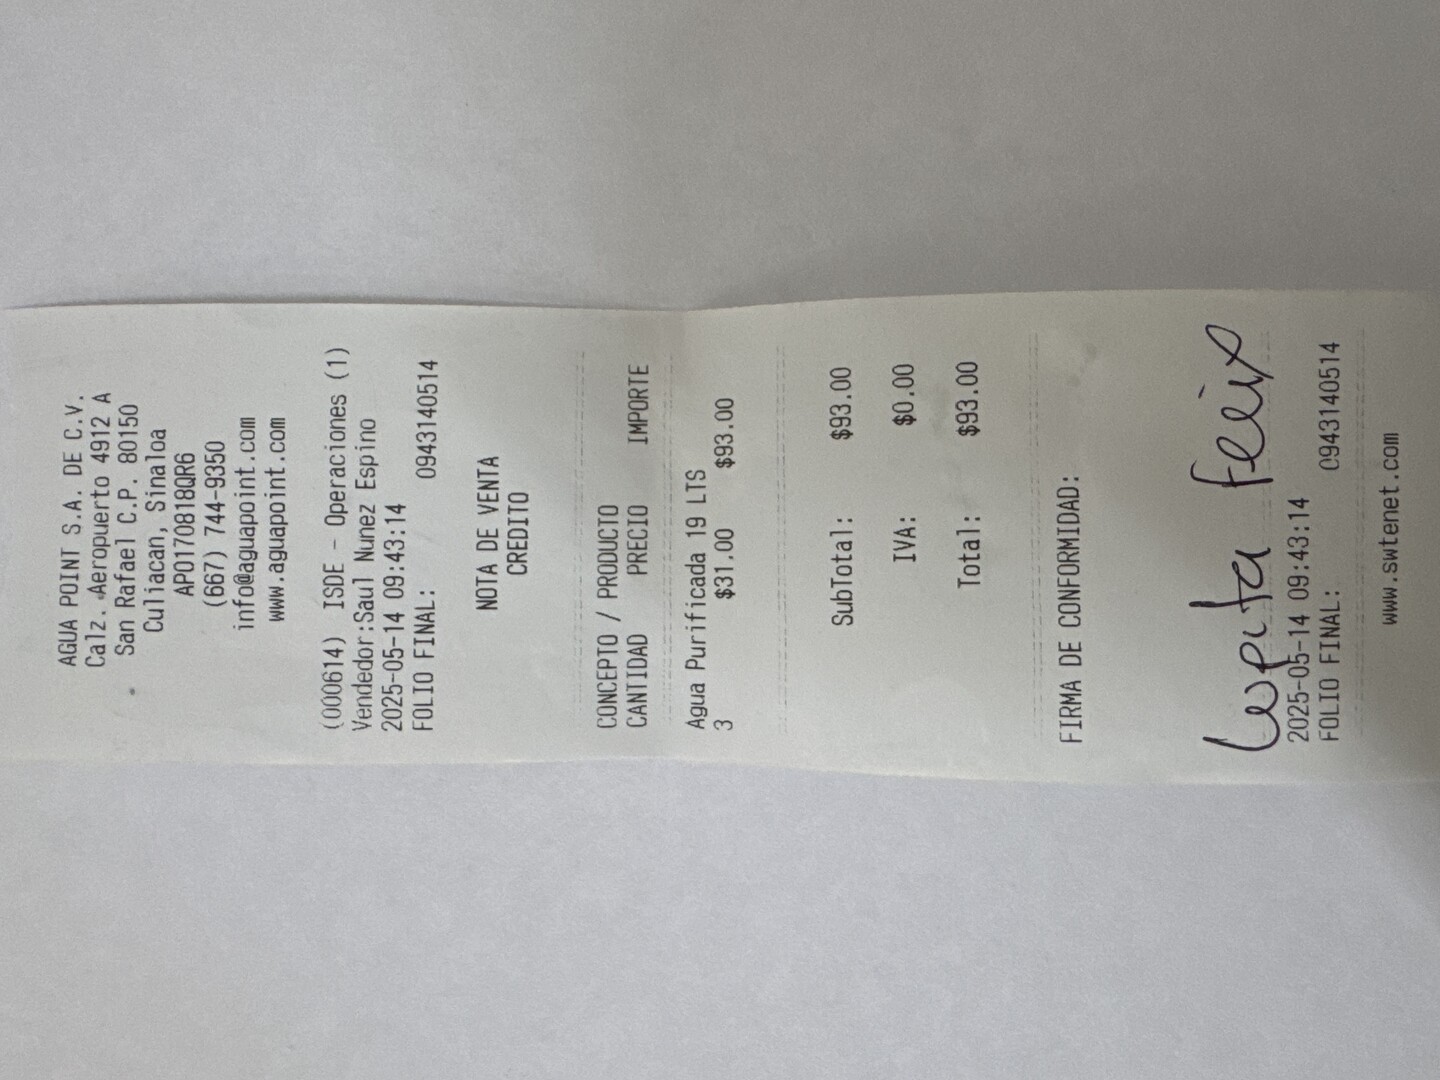 AGUA POINT S.A. DE C.V.
Calz. Aeropuerto 4912 A
San Rafael C.P. 80150
Culiacan, Sinaloa
APO170818QR6
(667) 744-9350
info@aguapoint.com
www.aguapoint.com
(000614) ISDE - Operaciones (1)
Vendedor:Saul Nunez Espino
2025-05-14 09:43:14
FOLIO FINAL: 0943140514
NOTA DE VENTA
CREDITO
CONCEPTO / PRODUCTO
CANTIDAD PRECIO IMPORTE
Agua Purificada 19 LTS
3 $31.00 $93.00
SubTotal: $93.00
IVA: $0.00
Total: $93.00
FIRMA DE CONFORMIDAD:
Lupita Felix
2025-05-14 09:43:14
FOLIO FINAL: 0943140514
www.swtenet.com